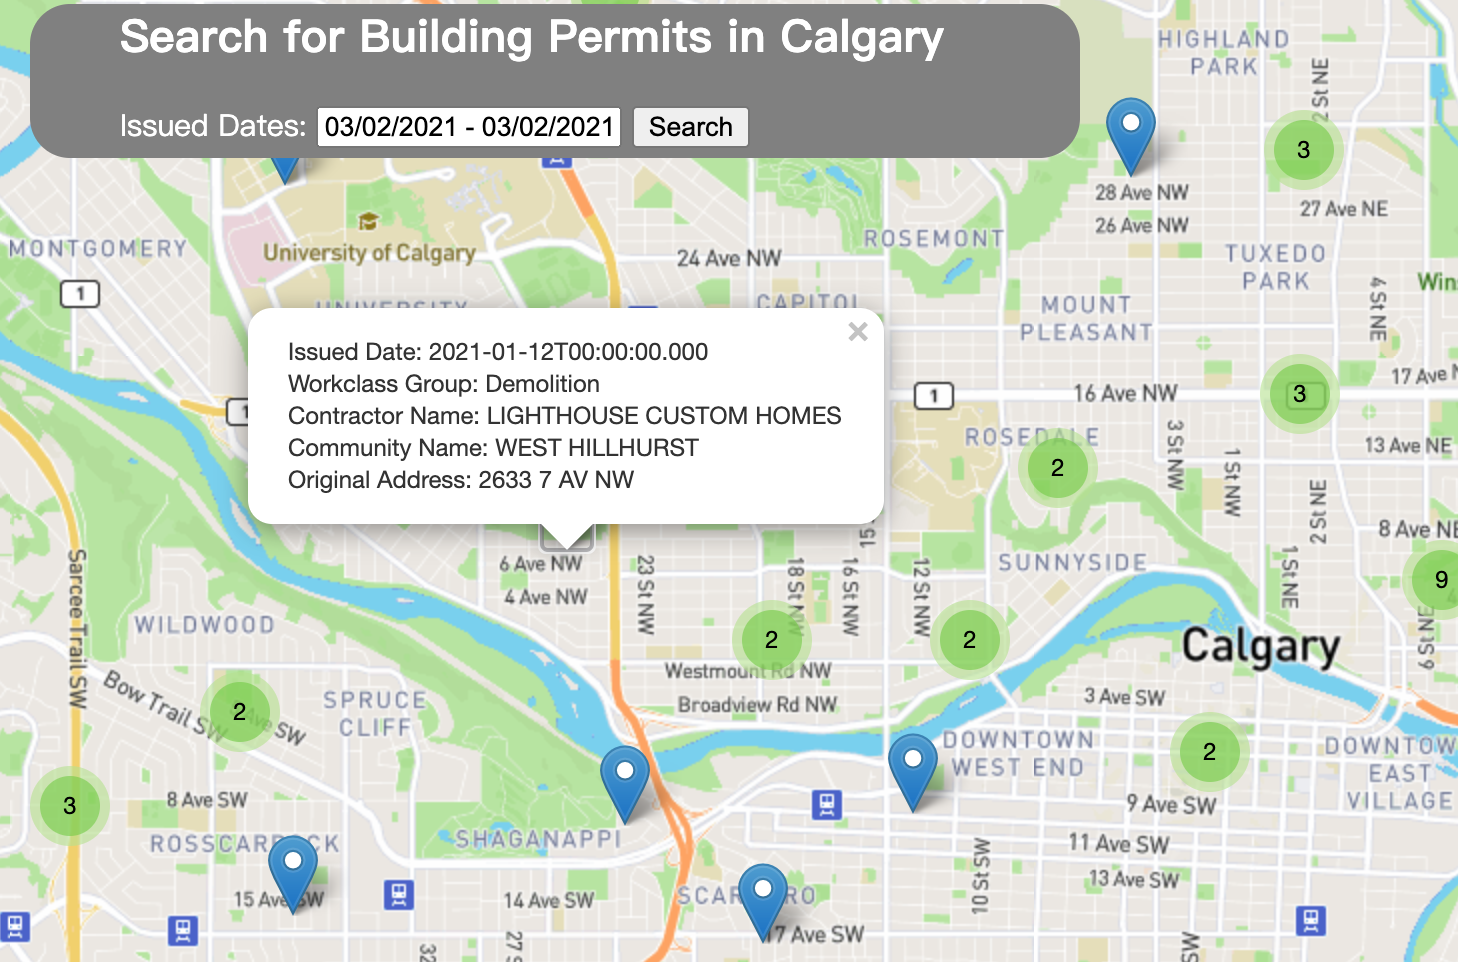 Search for Building Permits in Calgary
Issued Dates: 03/02/2021 - 03/02/2021 Search
HIGHLAND
PARK
2 St NE
3
28 Ave NW
27 Ave NE
26 Ave NW
MONTGOMERY
University of Calgary
ROSEMONT
24 Ave NW
TUXEDO
PARK
1
4 St NE
Win
UNIVERSITY
CAPITOL
MOUNT
PLEASANT
×
Issued Date: 2021-01-12T00:00:00.000
Workclass Group: Demolition
Contractor Name: LIGHTHOUSE CUSTOM HOMES
Community Name: WEST HILLHURST
Original Address: 2633 7 AV NW
1
1
16 Ave NW
3
17 Ave N
ROSEDALE
2
3 St NW
1 St NW
13 Ave NE
2 St NE
8 Ave NE
15
6 Ave NW
4 Ave NW
23 St NW
18 St NW
16 St NW
12 St NW
SUNNYSIDE
1 St NE
9
4
Sarcee Trail SW
WILDWOOD
2
2
Calgary
6 St NE
Westmount Rd NW
Broadview Rd NW
Bow Trail SW
2
Ave SW
SPRUCE
CLIFF
3 Ave SW
DOWNTOWN
WEST END
2
DOWNTOW
EAST
VILLAGE
3
8 Ave SW
9 Ave SW
ROSSCARROCK
SHAGANAPPI
11 Ave SW
13 Ave SW
10 St SW
15 Ave SW
14 Ave SW
SCARBORO
17 Ave SW
32
27 S
SW